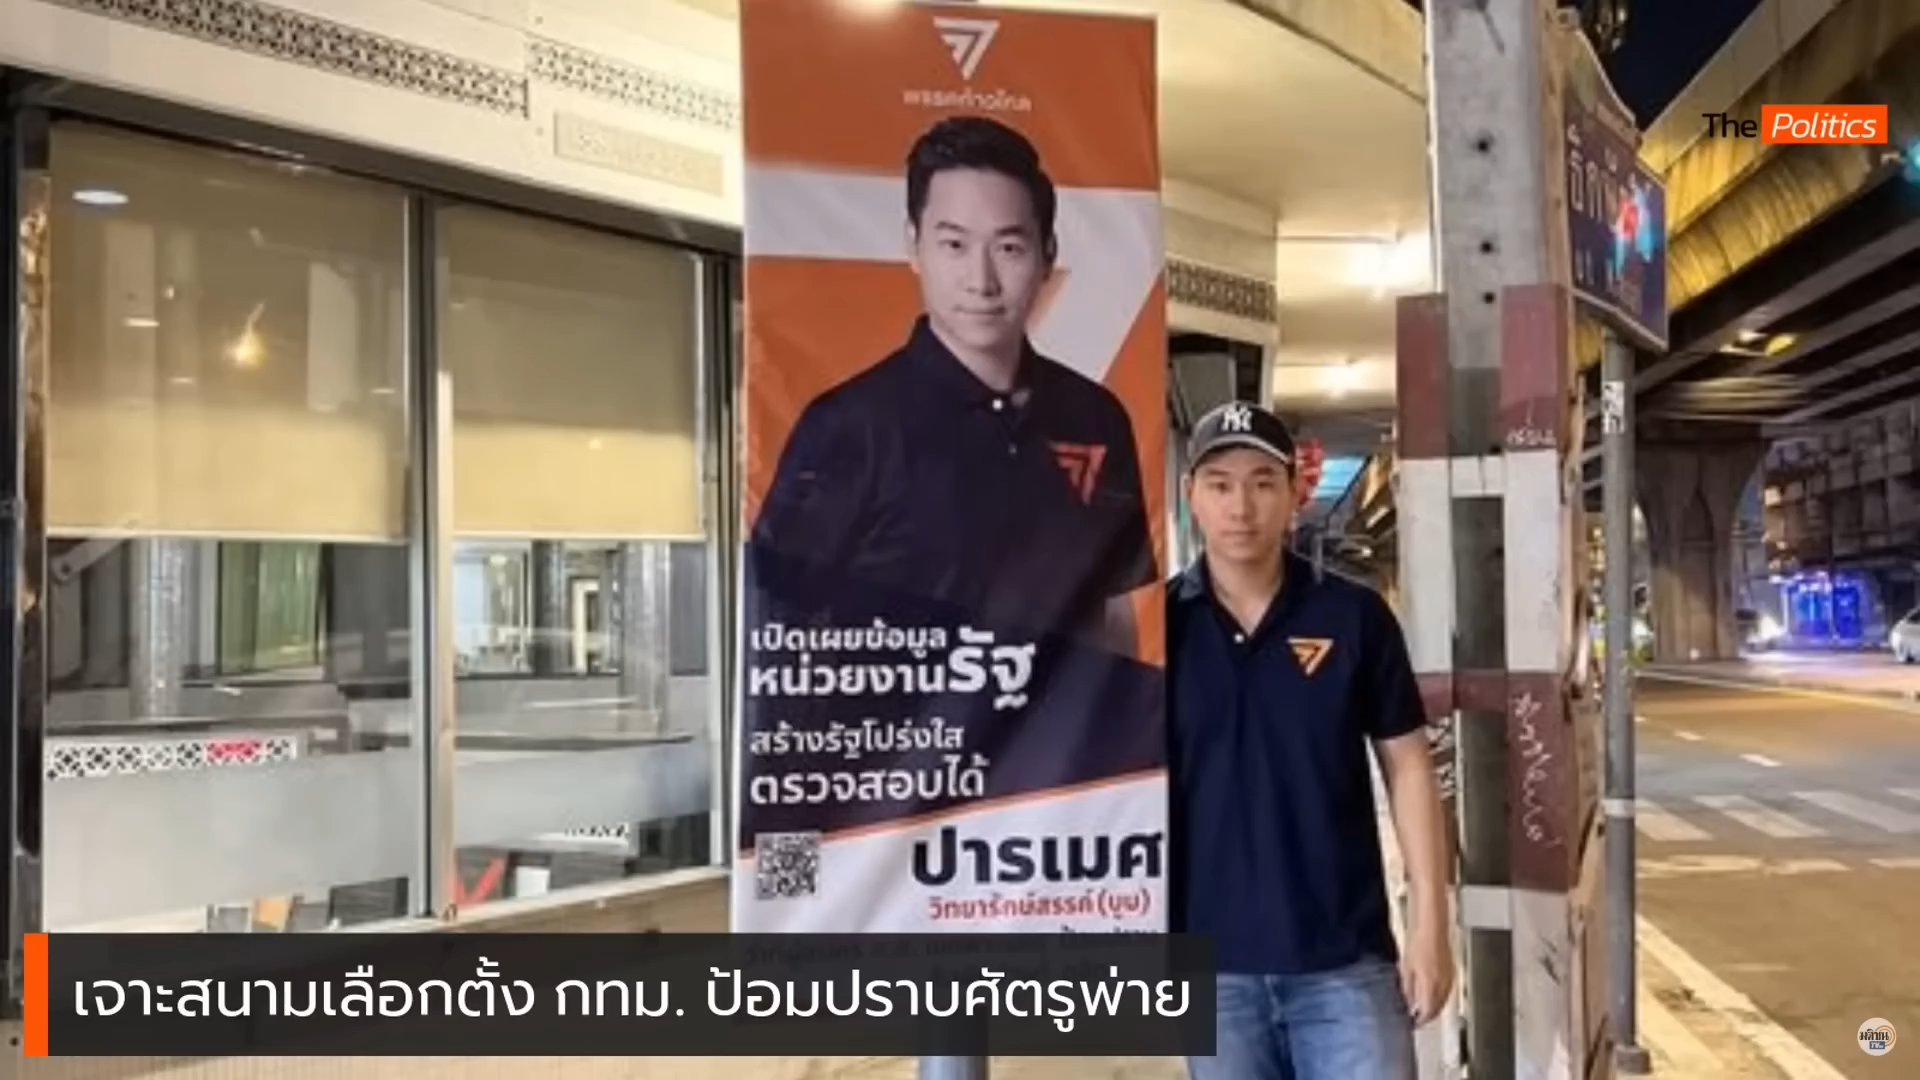 The Politics
พรรคก้าวไกล
NY
เปิดเผยข้อมูล
หน่วยงานรัฐ
สร้างรัฐโปร่งใส
ตรวจสอบได้
ปารเมศ
วิทยารักษ์สรรค์ (บูม)
เจาะสนามเลือกตั้ง กทม. ป้อมปราบศัตรูพ่าย
มติชน